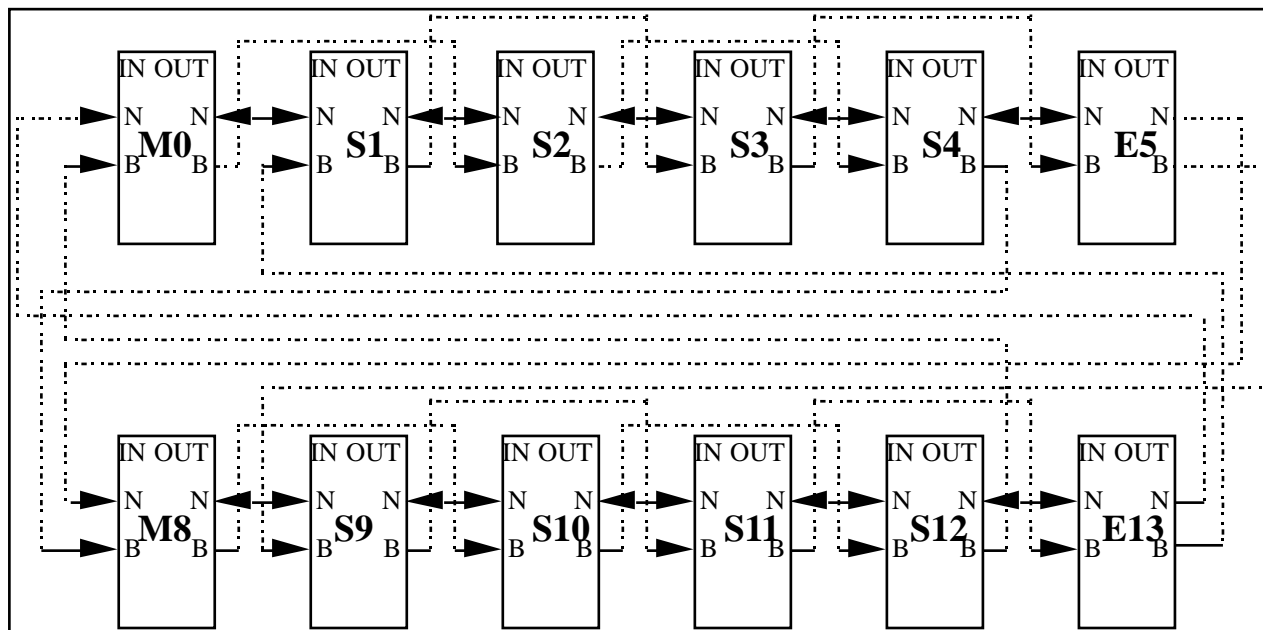 IN OUT IN OUT IN OUT IN OUT IN OUT IN OUT
N N N N N N N N N N N N
M0 S1 S2 S3 S4 E5
B B B B B B B B B B B B
IN OUT IN OUT IN OUT IN OUT IN OUT IN OUT
N N N N N N N N N N N N
M8 S9 S10 S11 S12 E13
B B B B B B B B B B B B